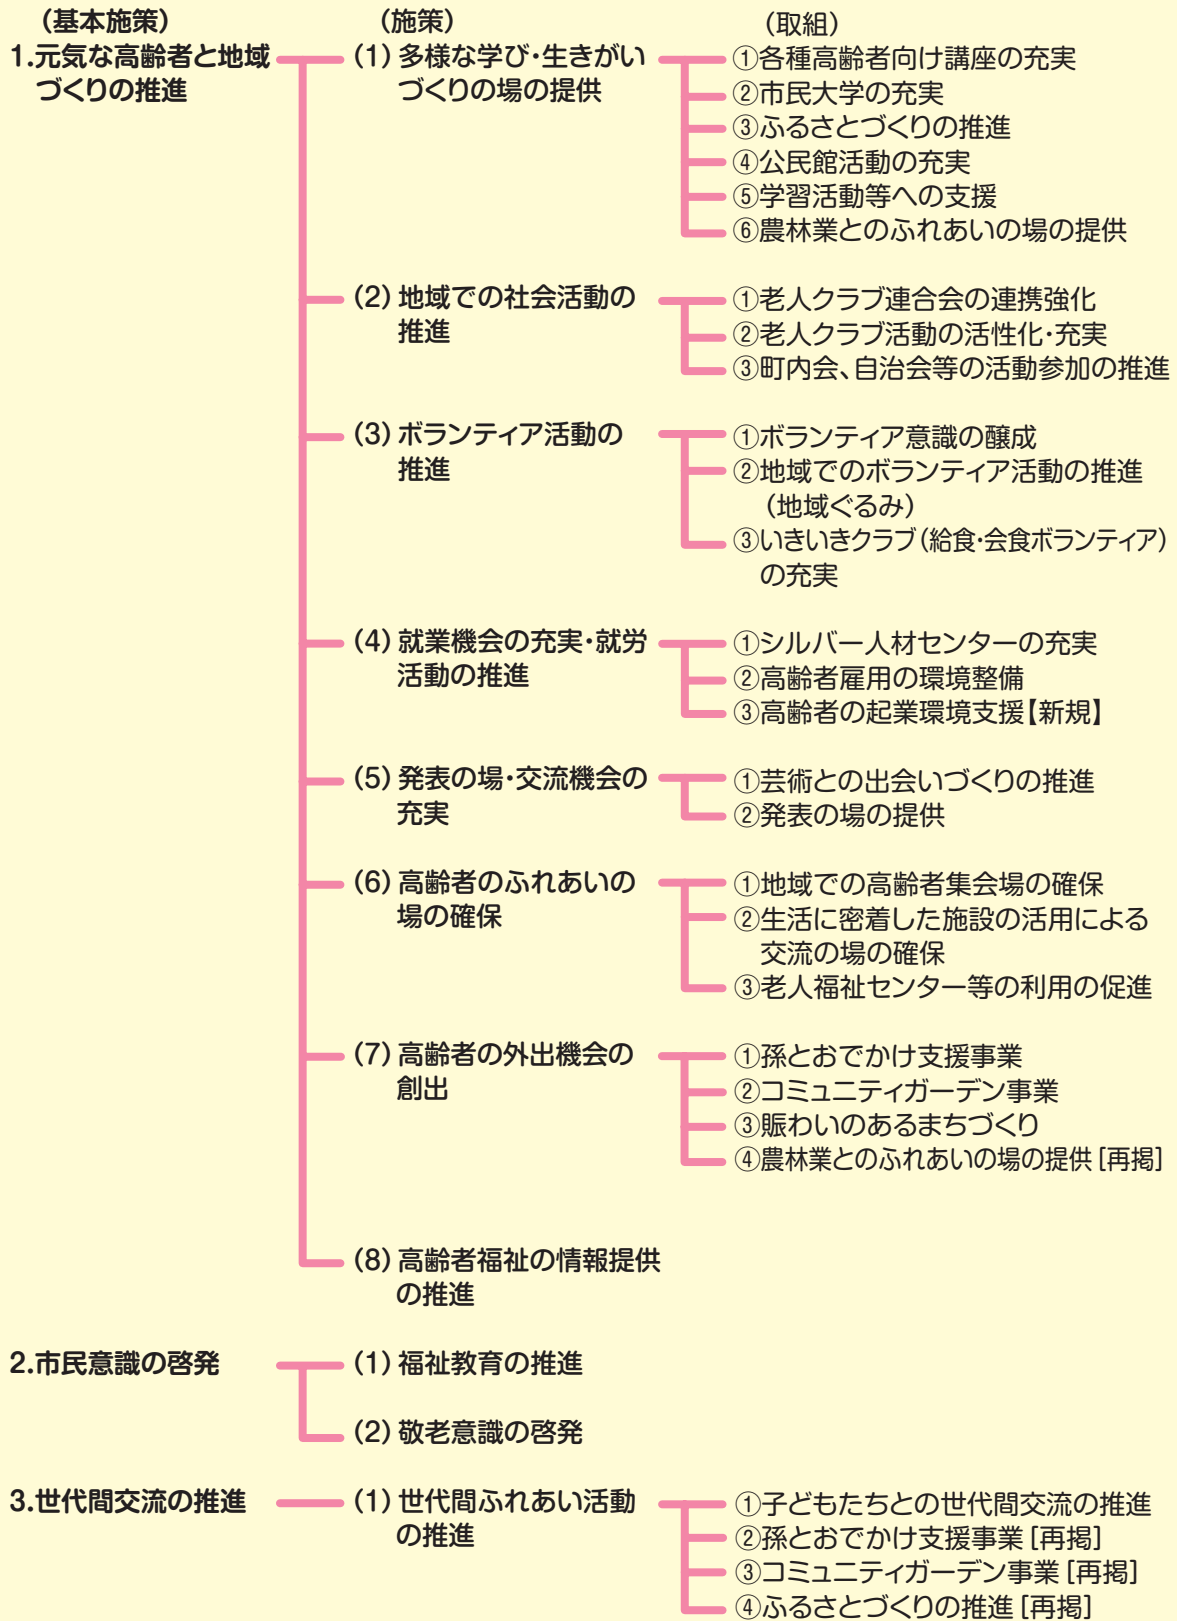 （基本施策）
（施策）
（取組）
1.元気な高齢者と地域
づくりの推進
（1）多様な学び・生きがい
づくりの場の提供
①各種高齢者向け講座の充実
②市民大学の充実
③ふるさとづくりの推進
④公民館活動の充実
⑤学習活動等への支援
⑥農林業とのふれあいの場の提供
（2）地域での社会活動の
推進
①老人クラブ連合会の連携強化
②老人クラブ活動の活性化・充実
③町内会、自治会等の活動参加の推進
（3）ボランティア活動の
推進
①ボランティア意識の醸成
②地域でのボランティア活動の推進
（地域ぐるみ）
③いきいきクラブ（給食・会食ボランティア）
の充実
（4）就業機会の充実・就労
活動の推進
①シルバー人材センターの充実
②高齢者雇用の環境整備
③高齢者の起業環境支援【新規】
（5）発表の場・交流機会の
充実
①芸術との出会いづくりの推進
②発表の場の提供
（6）高齢者のふれあいの
場の確保
①地域での高齢者集会場の確保
②生活に密着した施設の活用による
交流の場の確保
③老人福祉センター等の利用の促進
（7）高齢者の外出機会の
創出
①孫とおでかけ支援事業
②コミュニティガーデン事業
③賑わいのあるまちづくり
④農林業とのふれあいの場の提供［再掲］
（8）高齢者福祉の情報提供
の推進
2.市民意識の啓発
（1）福祉教育の推進
（2）敬老意識の啓発
3.世代間交流の推進
（1）世代間ふれあい活動
の推進
①子どもたちとの世代間交流の推進
②孫とおでかけ支援事業［再掲］
③コミュニティガーデン事業［再掲］
④ふるさとづくりの推進［再掲］